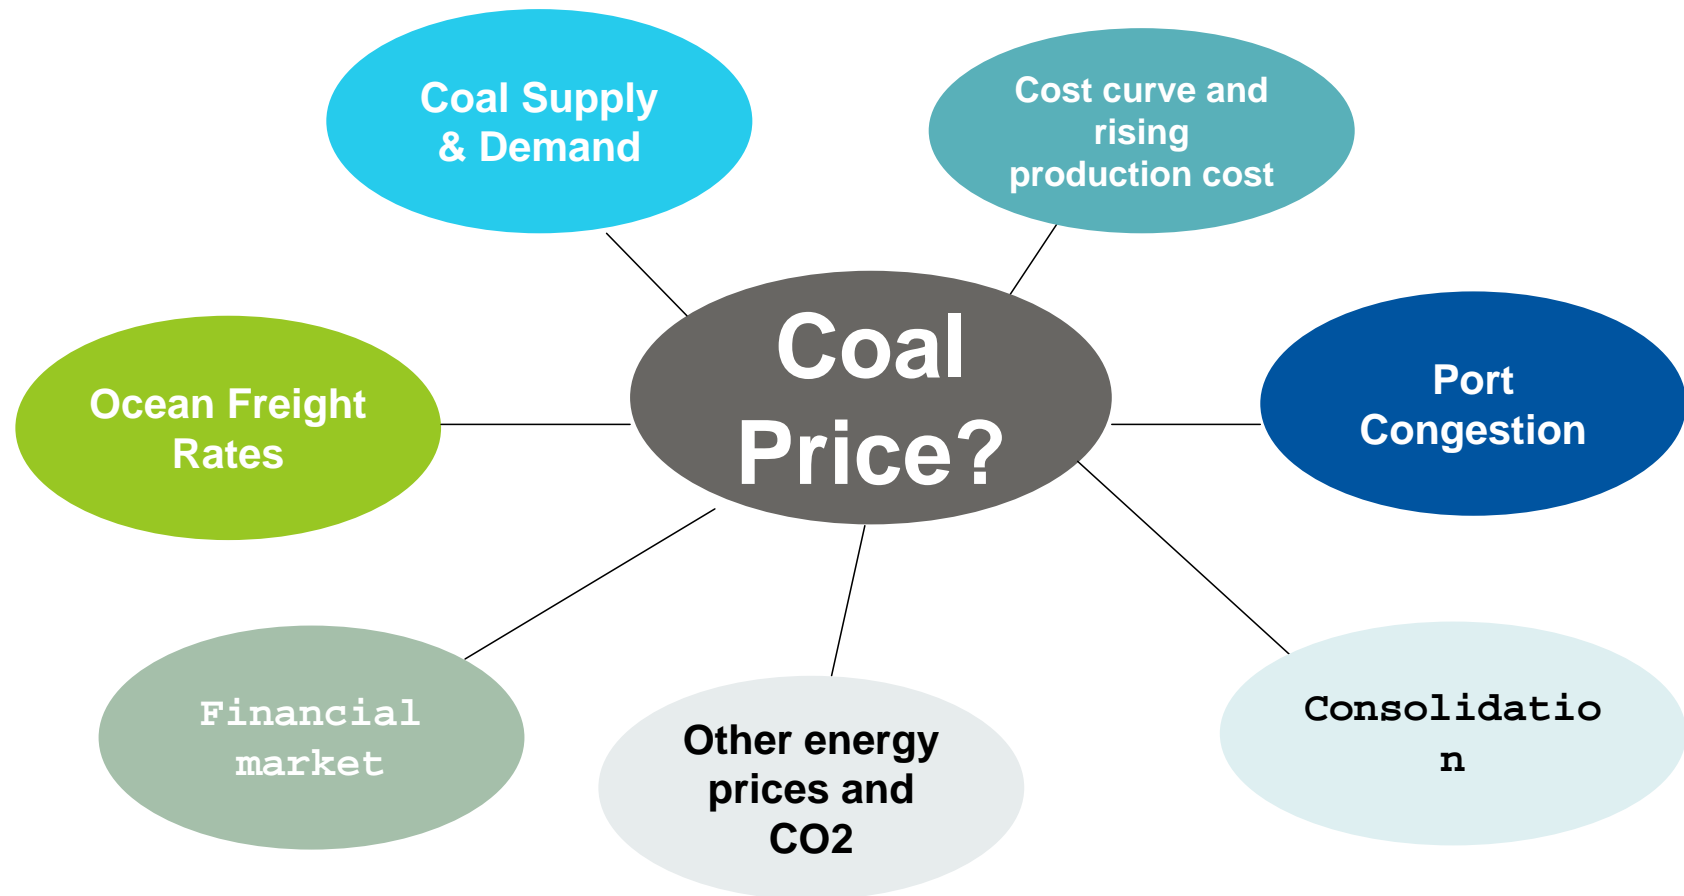 Coal Supply
& Demand
Cost curve and
rising
production cost
Coal
Price?
Ocean Freight
Rates
Port
Congestion
Financial
market
Other energy
prices and
CO2
Consolidatio
n